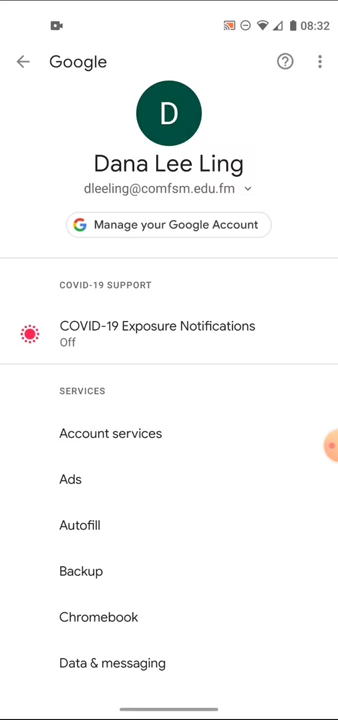 08:32
Google
D
Dana Lee Ling
dleeling@comfsm.edu.fm
G Manage your Google Account
COVID-19 SUPPORT
COVID-19 Exposure Notifications
Off
SERVICES
Account services
Ads
Autofill
Backup
Chromebook
Data & messaging